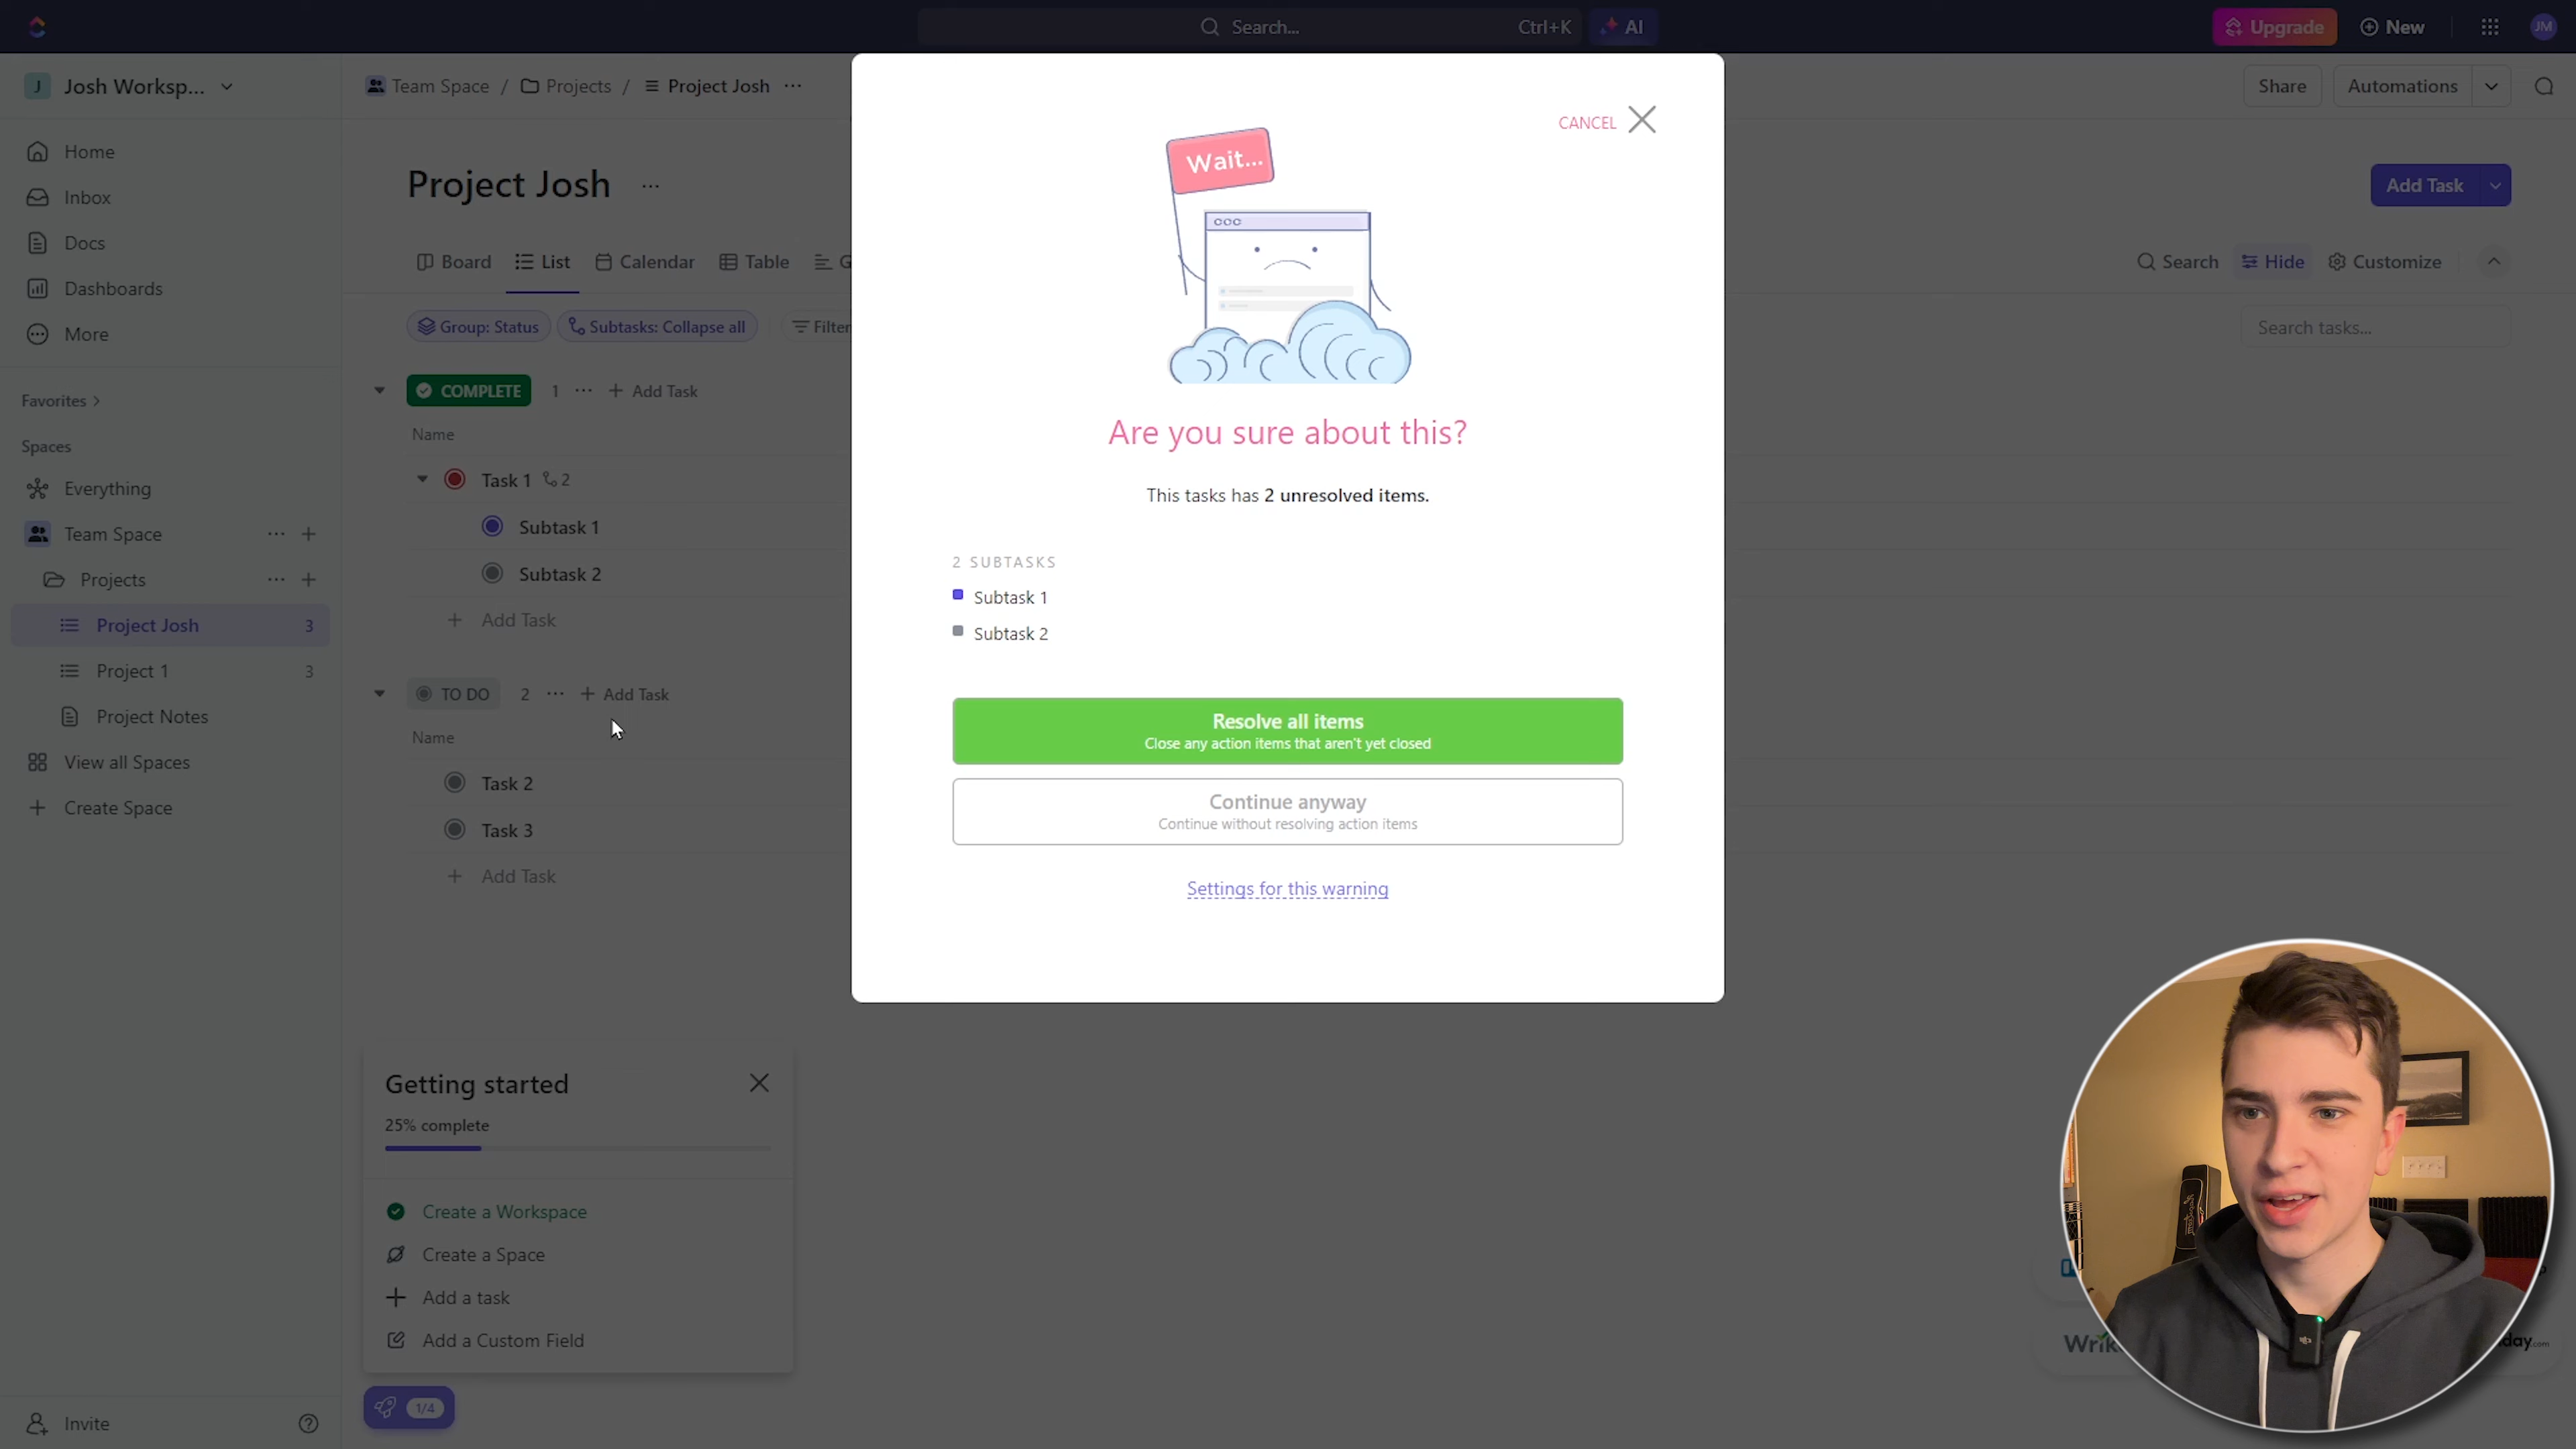 Search...
Ctrl+K
AI
Upgrade
New
JM
J
Josh Worksp...
Team Space / Projects / Project Josh ...
Share
Automations
Home
Inbox
Docs
Dashboards
More
Favorites
Spaces
Everything
Team Space
Projects
Project Josh 3
Project 1 3
Project Notes
View all Spaces
Create Space
Invite
Project Josh ...
Add Task
Board
List
Calendar
Table
G
Search
Hide
Customize
Group: Status
Subtasks: Collapse all
Filter
Search tasks...
COMPLETE 1 ... + Add Task
Name
Task 1 2
Subtask 1
Subtask 2
+ Add Task
TO DO 2 ... + Add Task
Name
Task 2
Task 3
+ Add Task
Getting started
25% complete
Create a Workspace
Create a Space
Add a task
Add a Custom Field
1/4
CANCEL
Wait...
Are you sure about this?
This tasks has 2 unresolved items.
2 SUBTASKS
Subtask 1
Subtask 2
Resolve all items
Close any action items that aren't yet closed
Continue anyway
Continue without resolving action items
Settings for this warning